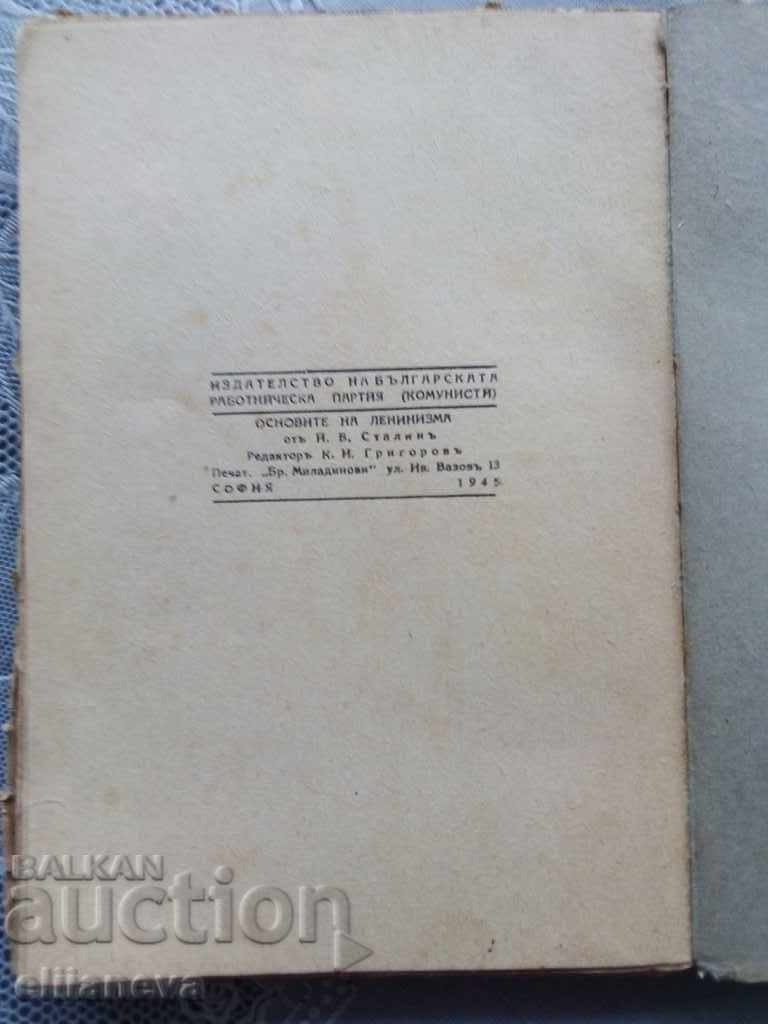 ИЗДАТЕЛСТВО НА БЪЛГАРСКАТА
РАБОТНИЧЕСКА ПАРТИЯ (КОМУНИСТИ)
ОСНОВИТЕ НА ЛЕНИНИЗМА
отъ Й. В. Сталинъ
Редакторъ К. И. Григоровъ
Печат. „Бр. Миладинови" ул. Ив. Вазовъ 13
СОФИЯ 1945
BALKAN
auction
ellianeva